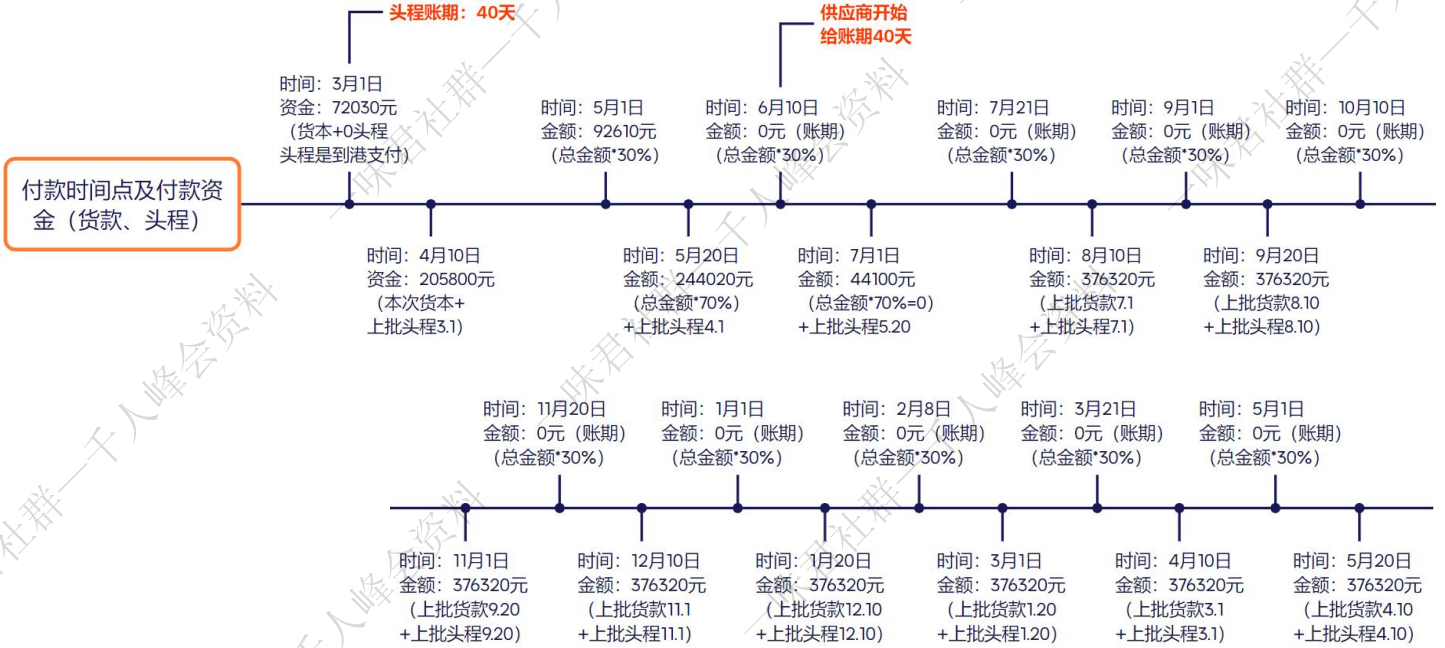 头程账期：40天
供应商开始
给账期40天
付款时间点及付款资
金（货款、头程）
时间：3月1日
资金：72030元
（货本+0头程
头程是到港支付）
时间：4月10日
资金：205800元
（本次货本+
上批头程3.1）
时间：5月1日
金额：92610元
（总金额*30%）
时间：5月20日
金额：244020元
（总金额*70%）
+上批头程4.1
时间：6月10日
金额：0元（账期）
（总金额*30%）
时间：7月1日
金额：44100元
（总金额*70%=0）
+上批头程5.20
时间：7月21日
金额：0元（账期）
（总金额*30%）
时间：8月10日
金额：376320元
（上批货款7.1
+上批头程7.1）
时间：9月1日
金额：0元（账期）
（总金额*30%）
时间：9月20日
金额：376320元
（上批货款8.10
+上批头程8.10）
时间：10月10日
金额：0元（账期）
（总金额*30%）
时间：11月1日
金额：376320元
（上批货款9.20
+上批头程9.20）
时间：11月20日
金额：0元（账期）
（总金额*30%）
时间：12月10日
金额：376320元
（上批货款11.1
+上批头程11.1）
时间：1月1日
金额：0元（账期）
（总金额*30%）
时间：1月20日
金额：376320元
（上批货款12.10
+上批头程12.10）
时间：2月8日
金额：0元（账期）
（总金额*30%）
时间：3月1日
金额：376320元
（上批货款1.20
+上批头程1.20）
时间：3月21日
金额：0元（账期）
（总金额*30%）
时间：4月10日
金额：376320元
（上批货款3.1
+上批头程3.1）
时间：5月1日
金额：0元（账期）
（总金额*30%）
时间：5月20日
金额：376320元
（上批货款4.10
+上批头程4.10）
一味君社群—千人峰会资料